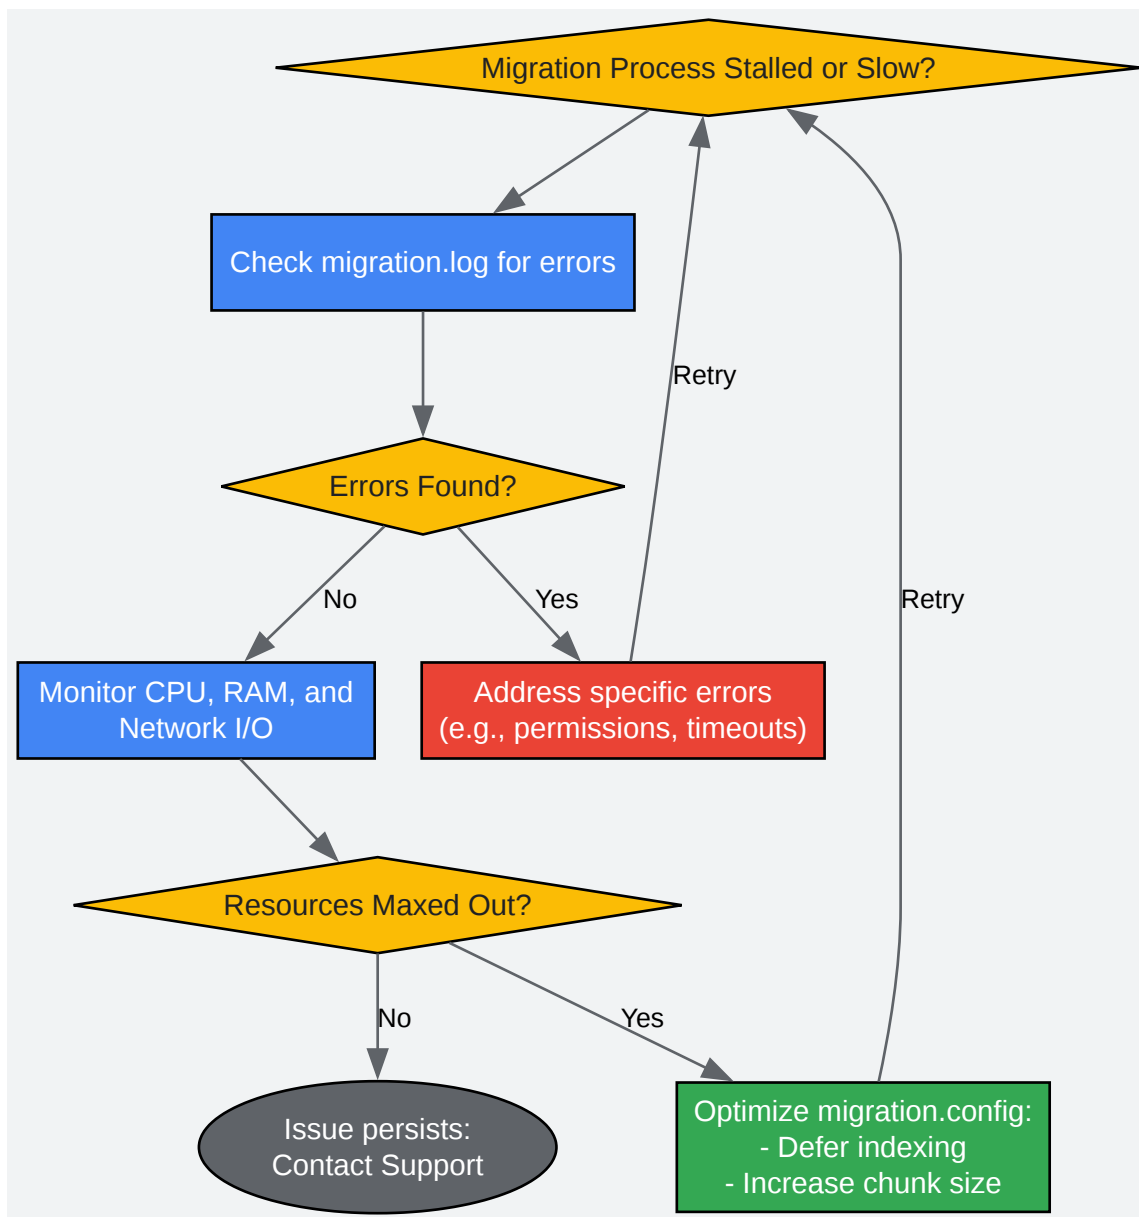 Migration Process Stalled or Slow?
Check migration.log for errors
Retry
Errors Found?
No
Yes
Retry
Monitor CPU, RAM, and
Network I/O
Address specific errors
(e.g., permissions, timeouts)
Resources Maxed Out?
No
Yes
Issue persists:
Contact Support
Optimize migration.config:
- Defer indexing
- Increase chunk size